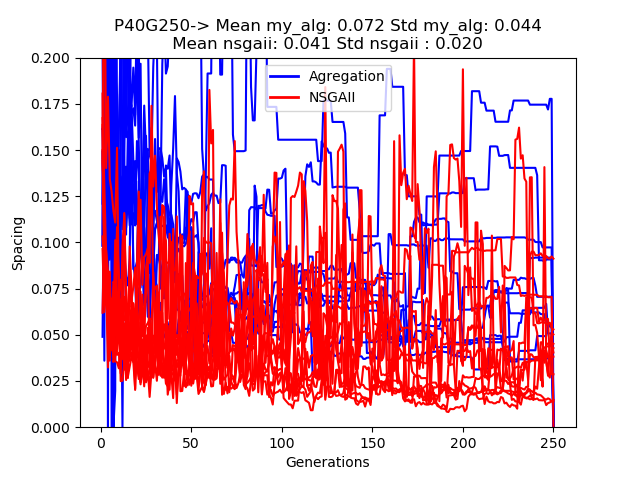 P40G250-> Mean my_alg: 0.072 Std my_alg: 0.044
Mean nsgaii: 0.041 Std nsgaii : 0.020
0.200
0.175
0.150
0.125
0.100
0.075
0.050
0.025
0.000
Spacing
Agregation
NSGAII
0
50
100
150
200
250
Generations